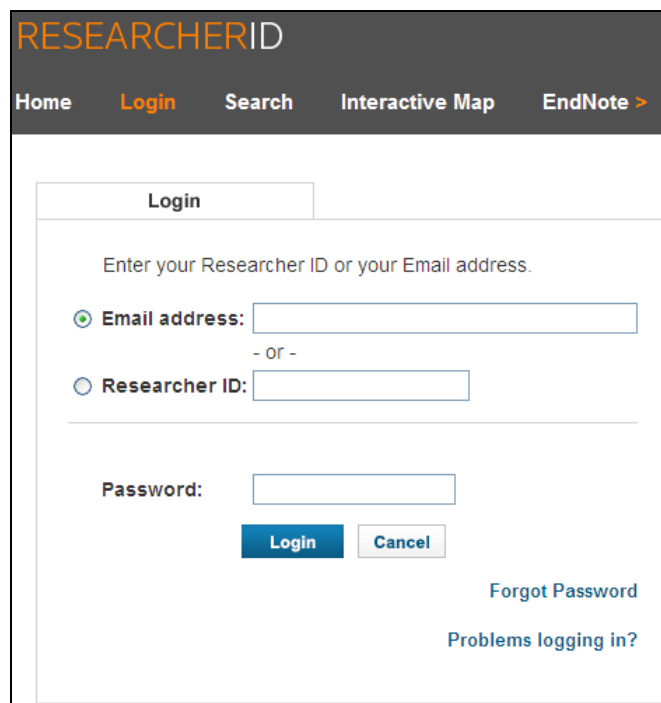 RESEARCHERID
Home Login Search Interactive Map EndNote >
Login
Enter your Researcher ID or your Email address.
Email address:
- or -
Researcher ID:
Password:
Login Cancel
Forgot Password
Problems logging in?